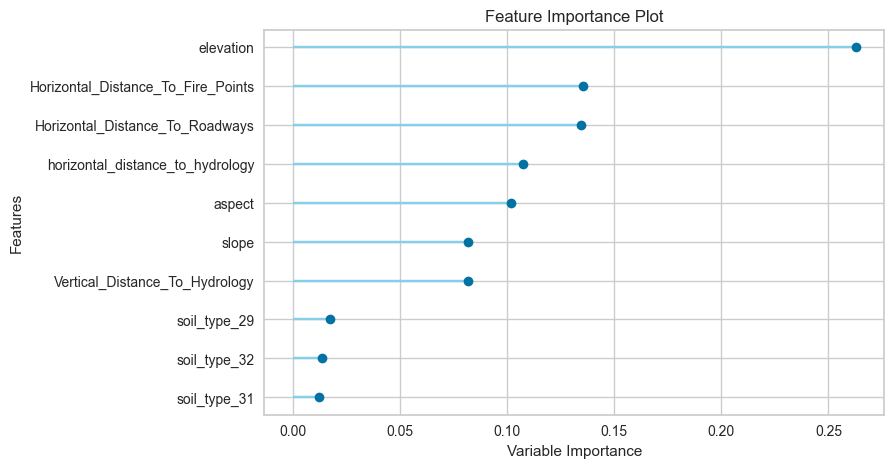 Feature Importance Plot
elevation
Horizontal_Distance_To_Fire_Points
Horizontal_Distance_To_Roadways
horizontal_distance_to_hydrology
aspect
slope
Vertical_Distance_To_Hydrology
soil_type_29
soil_type_32
soil_type_31
Features
0.00 0.05 0.10 0.15 0.20 0.25
Variable Importance